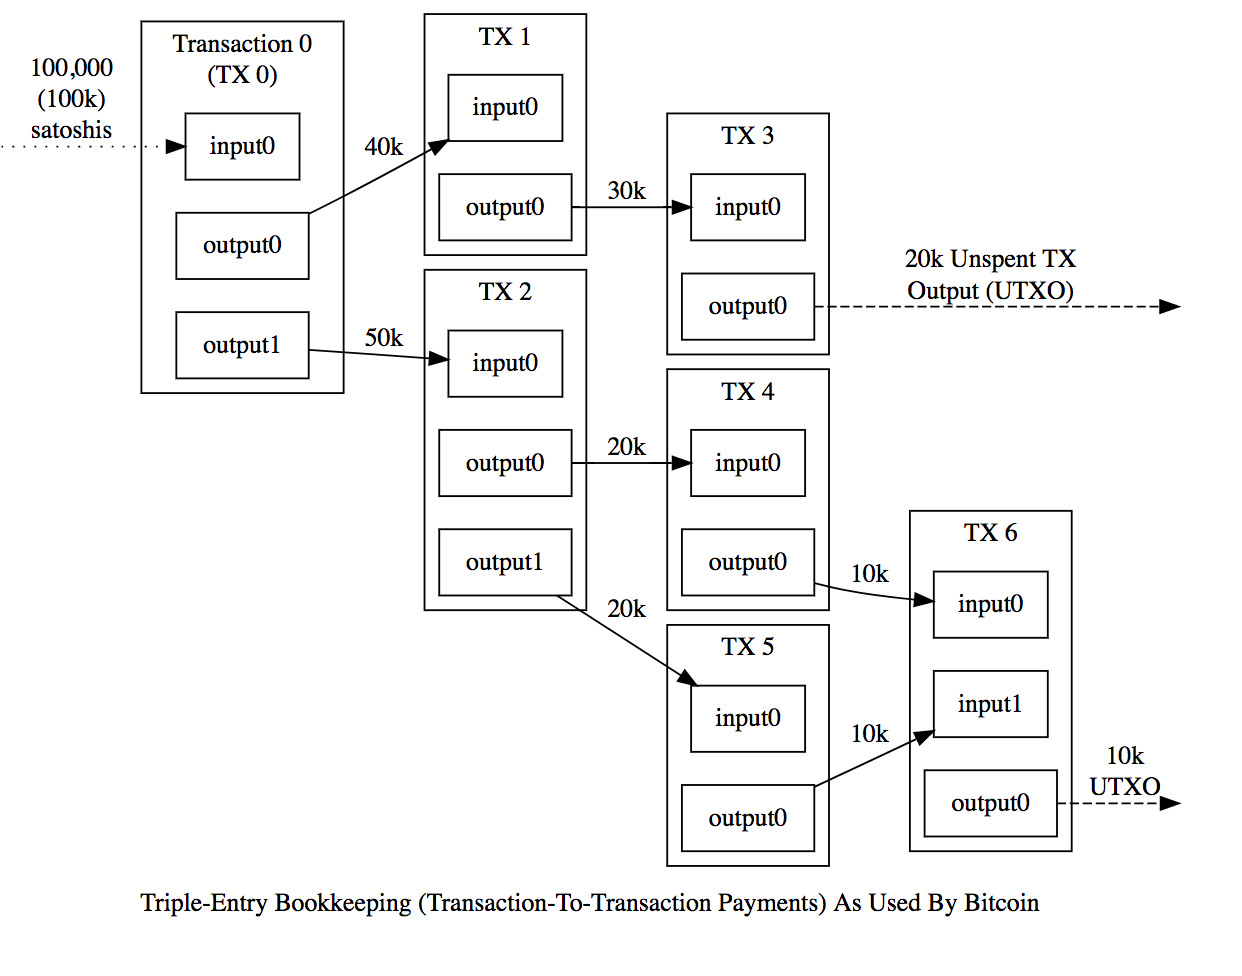 100,000
(100k)
satoshis
Transaction 0
(TX 0)
input0
output0
output1
40k
50k
TX 1
input0
output0
30k
TX 2
input0
output0
output1
20k
20k
TX 3
input0
output0
20k Unspent TX
Output (UTXO)
TX 4
input0
output0
10k
TX 5
input0
output0
10k
TX 6
input0
input1
output0
10k
UTXO
Triple-Entry Bookkeeping (Transaction-To-Transaction Payments) As Used By Bitcoin